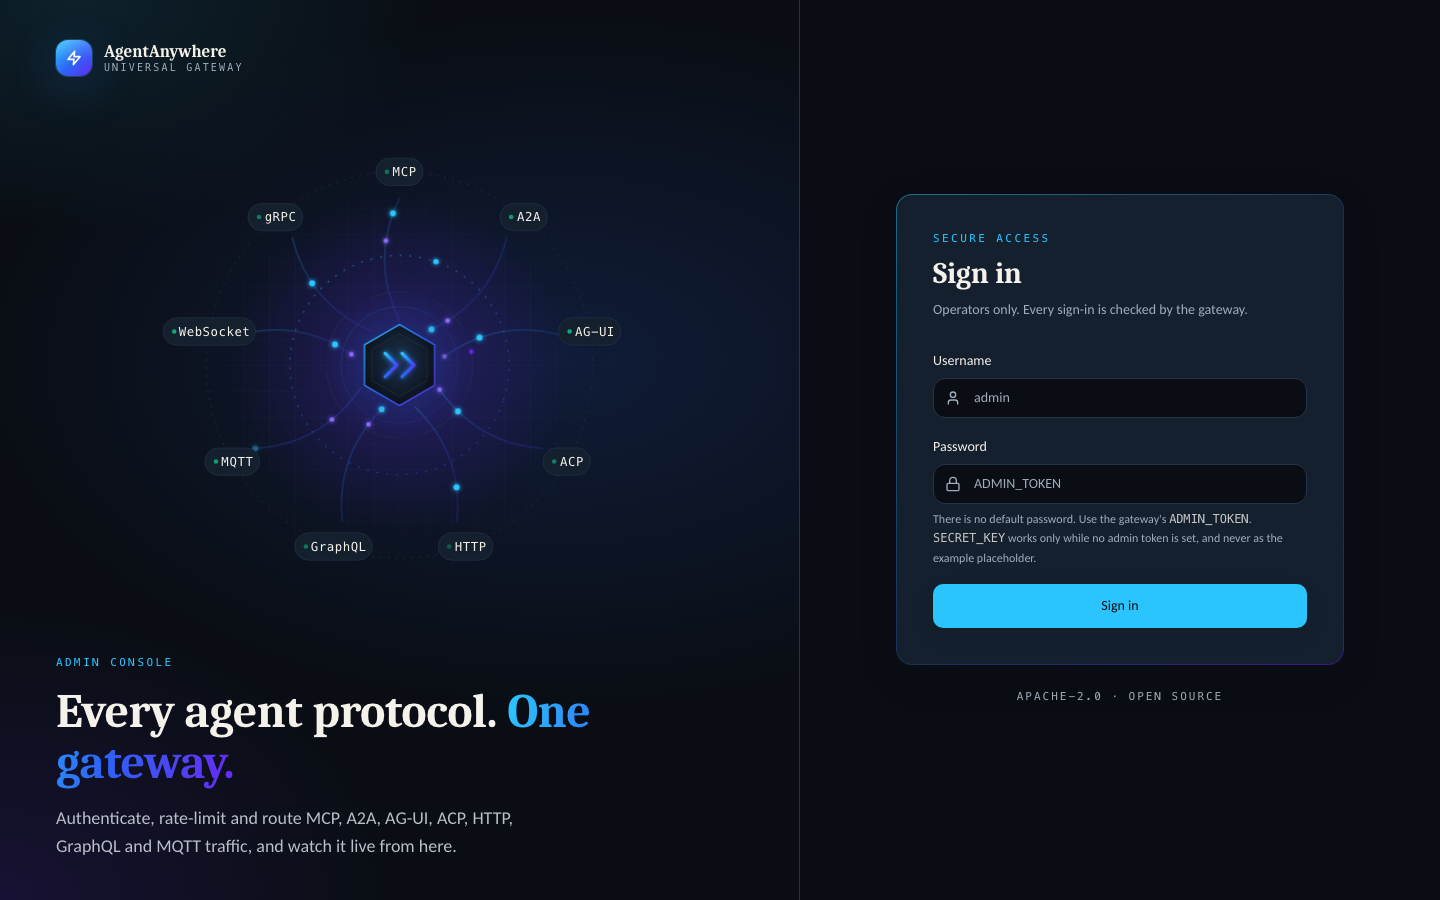 AgentAnywhere
UNIVERSAL GATEWAY
MCP
gRPC
A2A
WebSocket
AG-UI
MQTT
ACP
GraphQL
HTTP
ADMIN CONSOLE
Every agent protocol. One
gateway.
Authenticate, rate-limit and route MCP, A2A, AG-UI, ACP, HTTP,
GraphQL and MQTT traffic, and watch it live from here.
SECURE ACCESS
Sign in
Operators only. Every sign-in is checked by the gateway.
Username
admin
Password
ADMIN_TOKEN
There is no default password. Use the gateway's ADMIN_TOKEN.
SECRET_KEY works only while no admin token is set, and never as the
example placeholder.
Sign in
APACHE-2.0 · OPEN SOURCE